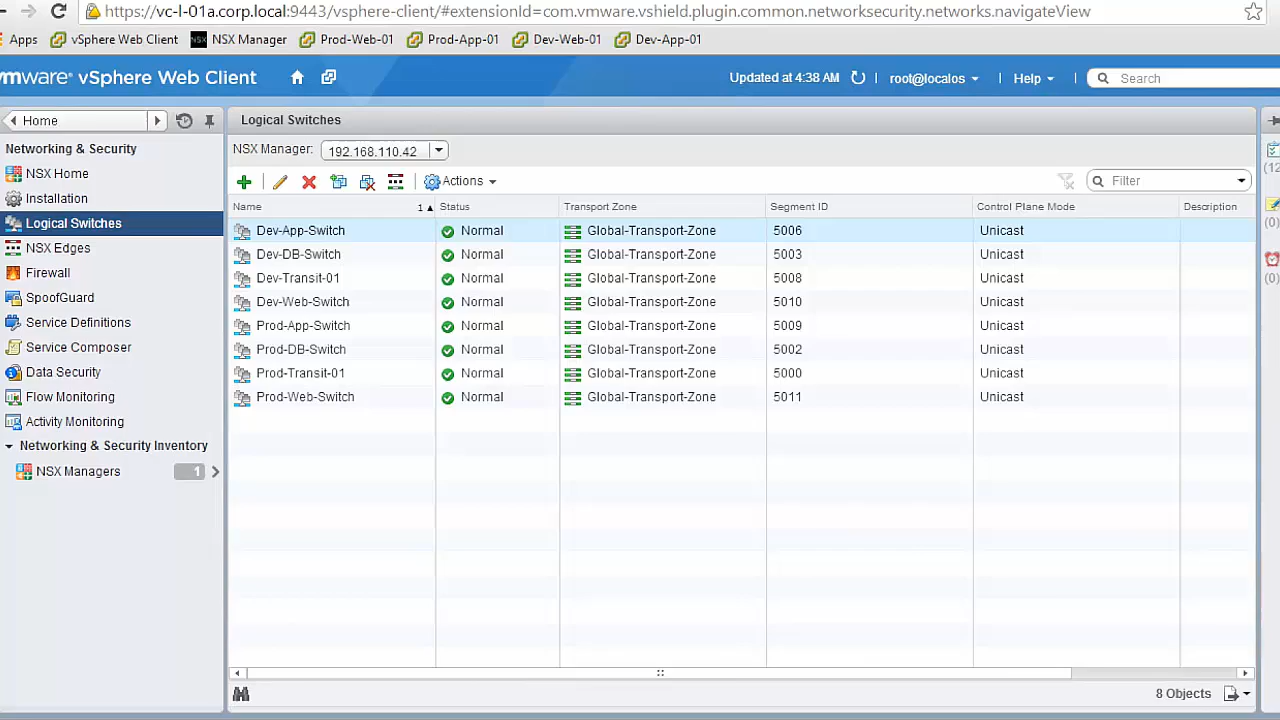 https://vc-l-01a.corp.local:9443/vsphere-client/#extensionId=com.vmware.vshield.plugin.common.networksecurity.networks.navigateView
Apps vSphere Web Client NSX Manager Prod-Web-01 Prod-App-01 Dev-Web-01 Dev-App-01
mware® vSphere Web Client Updated at 4:38 AM root@localos Help Search
Home
Logical Switches
Networking & Security
NSX Manager: 192.168.110.42
NSX Home
Actions Filter
Installation
Name 1 Status Transport Zone Segment ID Control Plane Mode Description
Logical Switches
Dev-App-Switch Normal Global-Transport-Zone 5006 Unicast
NSX Edges
Dev-DB-Switch Normal Global-Transport-Zone 5003 Unicast
Firewall
Dev-Transit-01 Normal Global-Transport-Zone 5008 Unicast
SpoofGuard
Dev-Web-Switch Normal Global-Transport-Zone 5010 Unicast
Service Definitions
Prod-App-Switch Normal Global-Transport-Zone 5009 Unicast
Service Composer
Prod-DB-Switch Normal Global-Transport-Zone 5002 Unicast
Data Security
Prod-Transit-01 Normal Global-Transport-Zone 5000 Unicast
Flow Monitoring
Prod-Web-Switch Normal Global-Transport-Zone 5011 Unicast
Activity Monitoring
Networking & Security Inventory
NSX Managers 1
(12
(0)
(0)
8 Objects